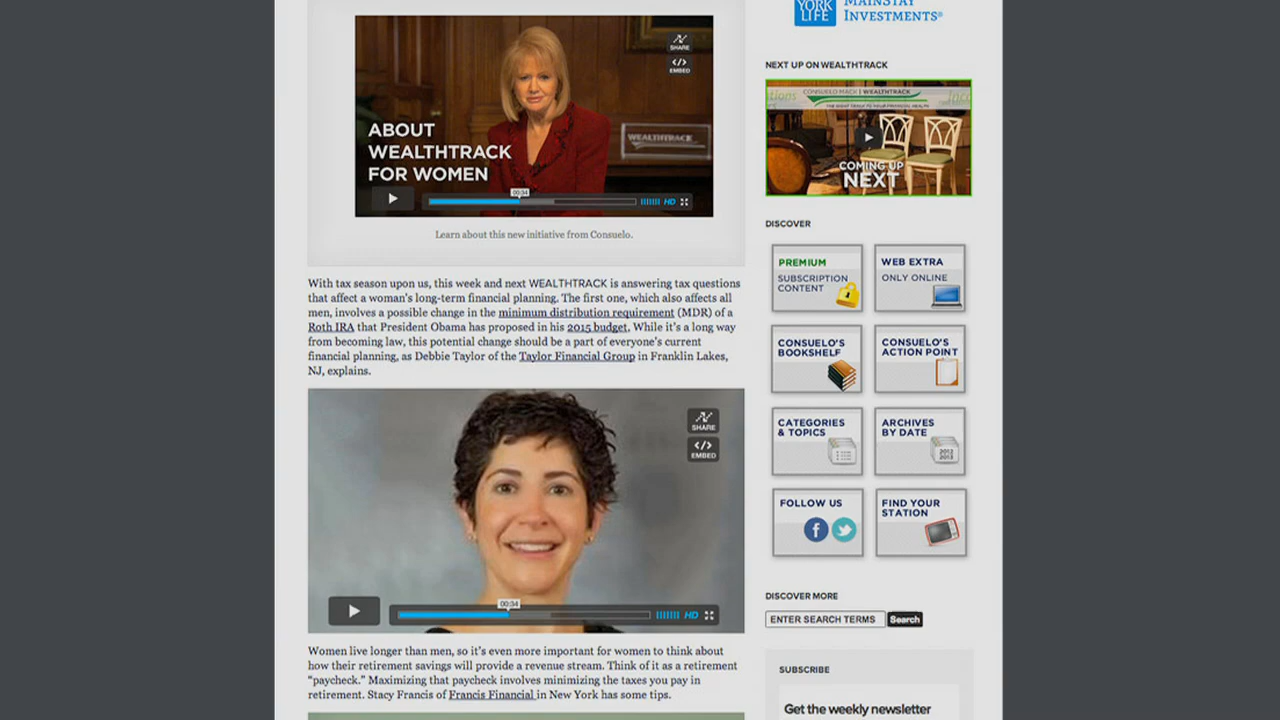 SHARE
EMBED
ABOUT
WEALTHTRACK
FOR WOMEN
WEALTHTRACK
00:34
HD
Learn about this new initiative from Consuelo.
With tax season upon us, this week and next WEALTHTRACK is answering tax questions
that affect a woman's long-term financial planning. The first one, which also affects all
men, involves a possible change in the minimum distribution requirement (MDR) of a
Roth IRA that President Obama has proposed in his 2015 budget. While it's a long way
from becoming law, this potential change should be a part of everyone's current
financial planning, as Debbie Taylor of the Taylor Financial Group in Franklin Lakes,
NJ, explains.
SHARE
EMBED
00:34
HD
Women live longer than men, so it's even more important for women to think about
how their retirement savings will provide a revenue stream. Think of it as a retirement
"paycheck." Maximizing that paycheck involves minimizing the taxes you pay in
retirement. Stacy Francis of Francis Financial in New York has some tips.
YORK
LIFE
MAINSTAY
INVESTMENTS®
NEXT UP ON WEALTHTRACK
CONSUELO MACK | WEALTHTRACK
COMING UP
NEXT
DISCOVER
PREMIUM
SUBSCRIPTION
CONTENT
WEB EXTRA
ONLY ONLINE
CONSUELO'S
BOOKSHELF
CONSUELO'S
ACTION POINT
CATEGORIES
& TOPICS
ARCHIVES
BY DATE
2012
2013
FOLLOW US
FIND YOUR
STATION
DISCOVER MORE
ENTER SEARCH TERMS
Search
SUBSCRIBE
Get the weekly newsletter